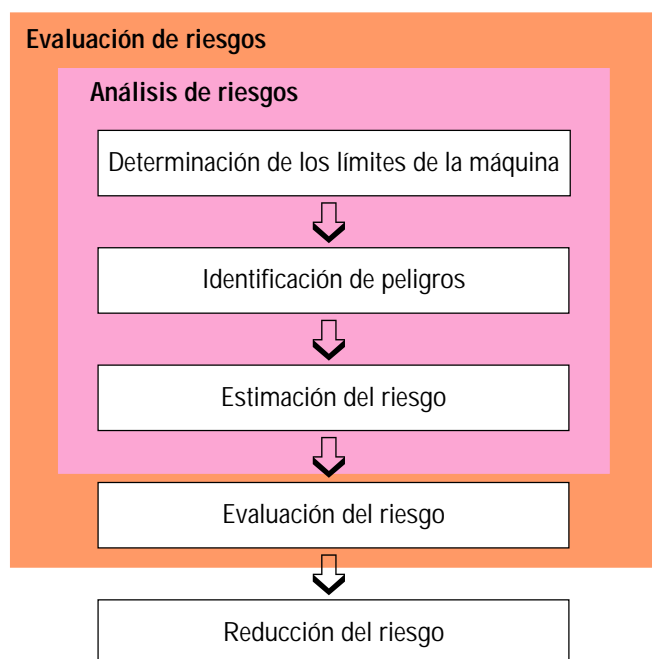 Evaluación de riesgos
Análisis de riesgos
Determinación de los límites de la máquina
Identificación de peligros
Estimación del riesgo
Evaluación del riesgo
Reducción del riesgo